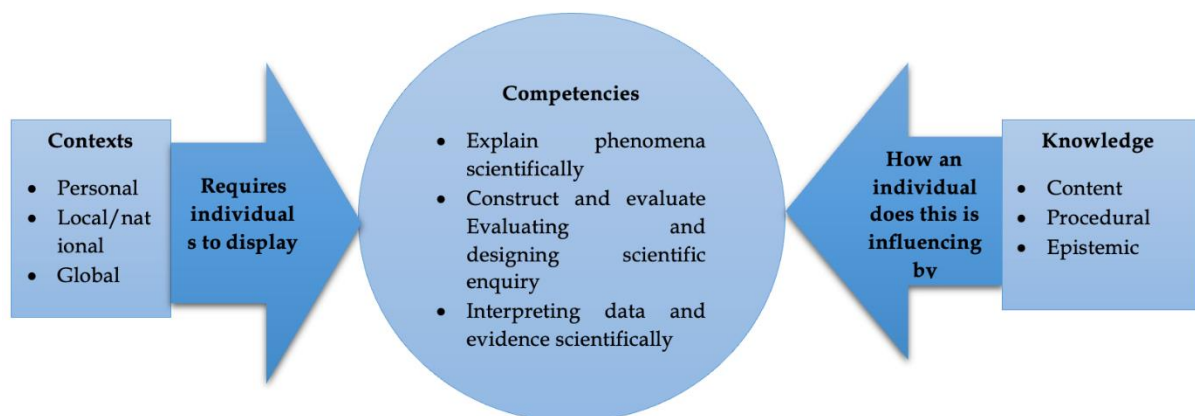 Contexts
• Personal
• Local/nat
ional
• Global
Requires
individual
s to display
Competencies
• Explain phenomena
scientifically
• Construct and evaluate
Evaluating and
designing scientific
enquiry
• Interpreting data and
evidence scientifically
How an
individual
does this is
influencing
by
Knowledge
• Content
• Procedural
• Epistemic